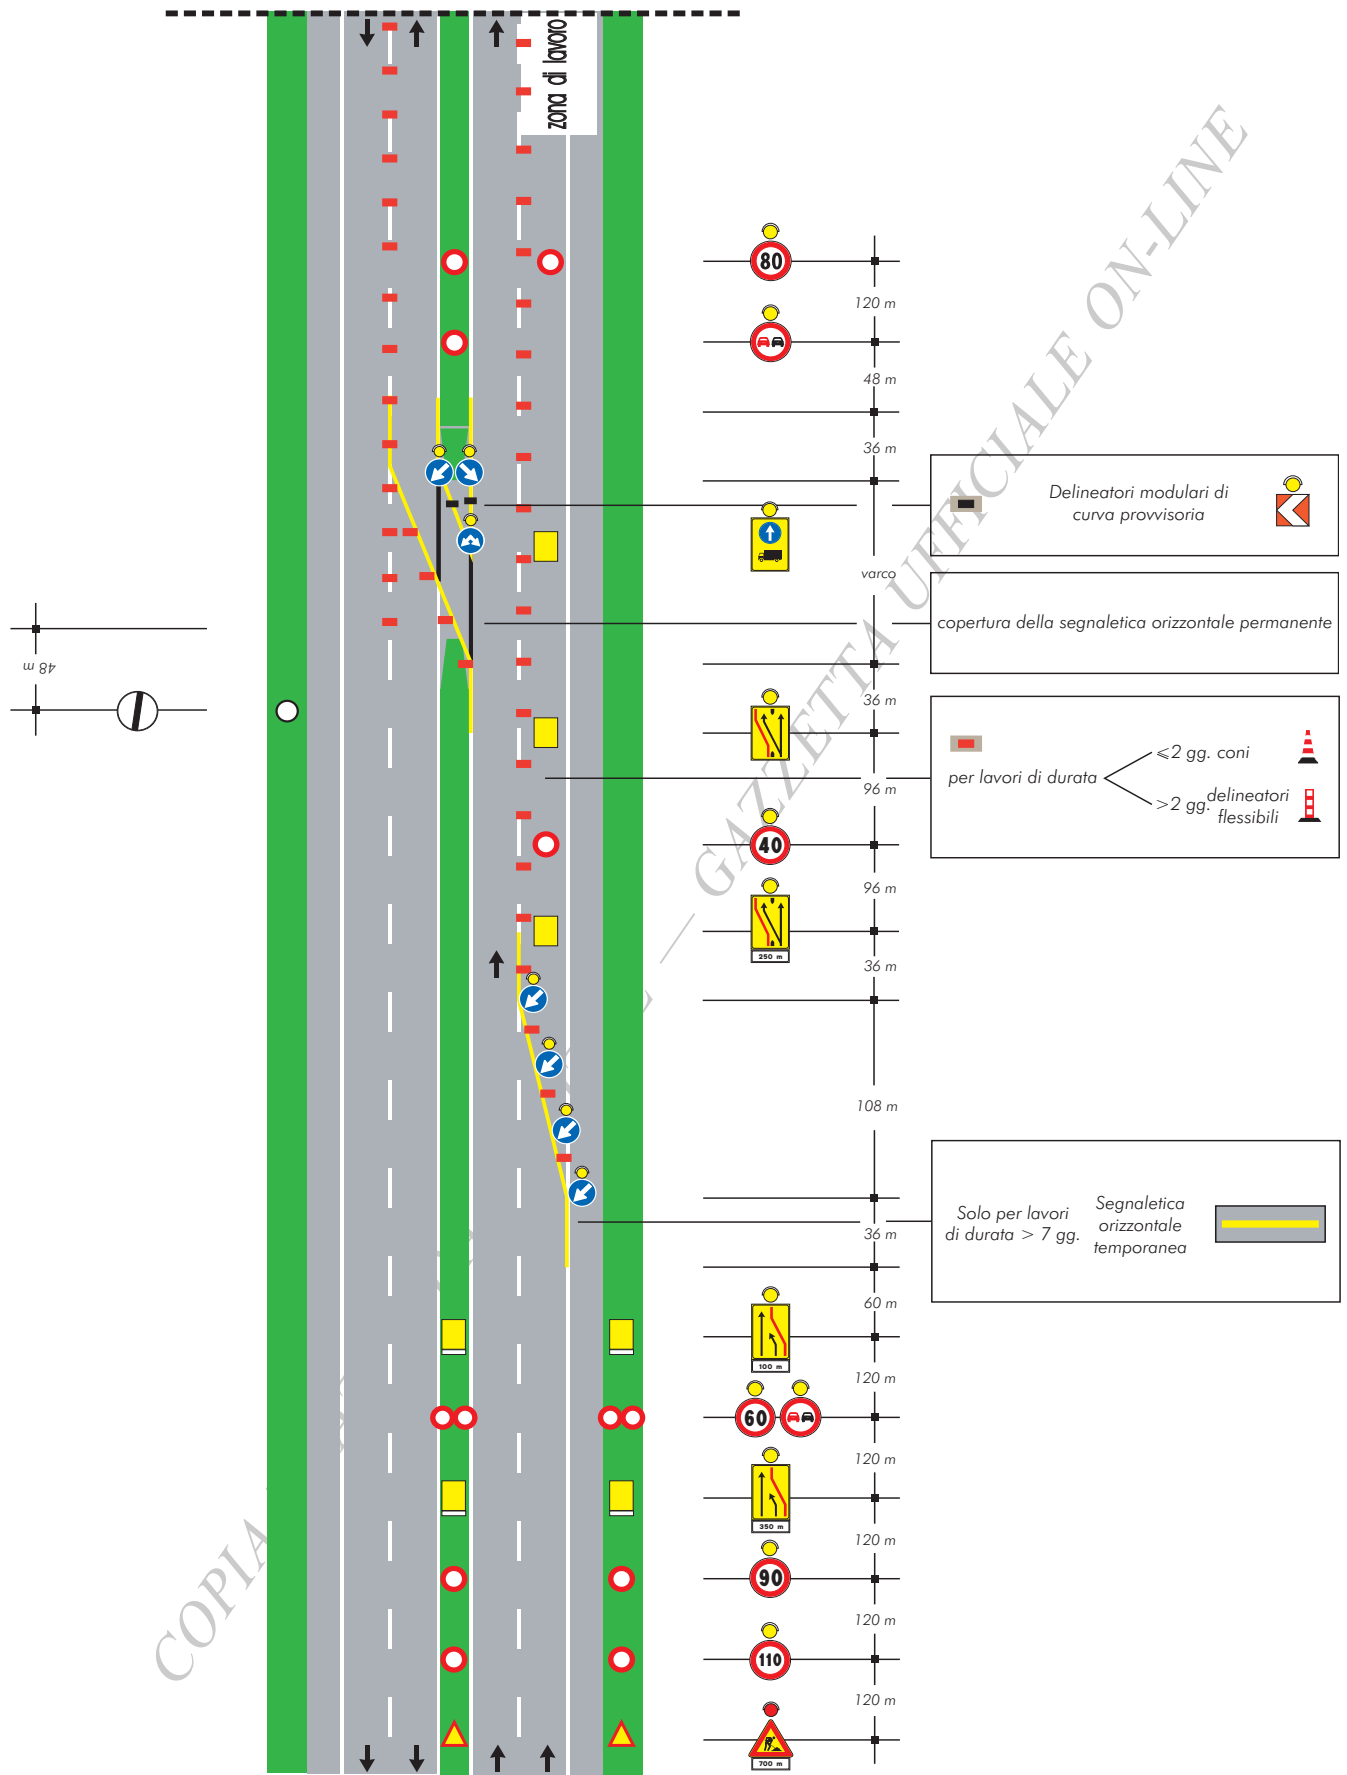 zona di lavoro
80
120 m
48 m
36 m
Delineatori modulari di
curva provvisoria
varco
copertura della segnaletica orizzontale permanente
48 m
36 m
⩽2 gg. coni
per lavori di durata
>2 gg.
delineatori
flessibili
96 m
40
96 m
250 m
36 m
108 m
Solo per lavori
di durata > 7 gg.
Segnaletica
orizzontale
temporanea
36 m
60 m
100 m
120 m
60
120 m
350 m
120 m
90
120 m
110
120 m
700 m
COPIA
GAZZETTA UFFICIALE ON-LINE